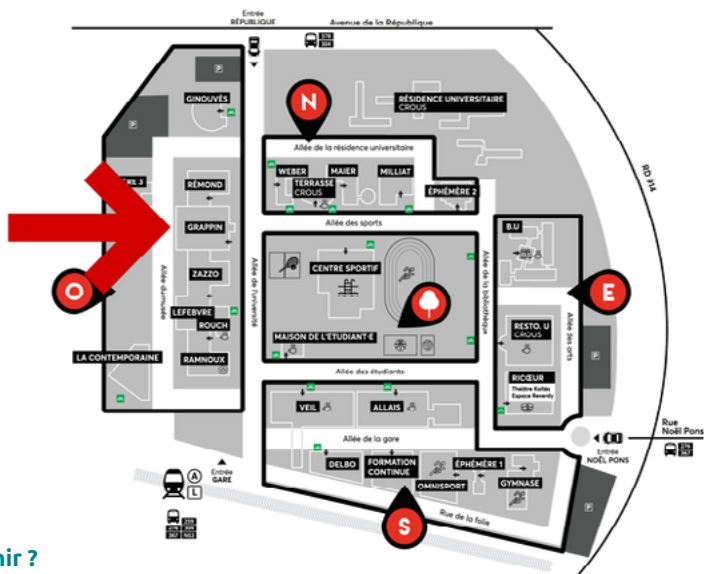 Entrée
RÉPUBLIQUE
Avenue de la République
378
304
P
GINOUVÈS
N
RÉSIDENCE UNIVERSITAIRE
CROUS
P
Allée de la résidence universitaire
WEBER
MAIER
MILLIAT
TERRASSE
CROUS
ÉPHÉMÈRE 2
RD 914
RE 3
RÉMOND
Allée des sports
B.U
GRAPPIN
CENTRE SPORTIF
ZAZZO
O
E
Allée du musée
Allée de l'université
Allée de la bibliothèque
LEFEBVRE
ROUCH
RESTO. U
CROUS
Allée des arts
MAISON DE L'ETUDIANT·E
LA CONTEMPORAINE
RAMNOUX
P
Allée des étudiants
RICŒUR
Théâtre Koltès
Espace Reverdy
VEIL
ALLAIS
Rue
Noël Pons
Allée de la gare
276
367
Entrée
NOËL PONS
Entrée
GARE
DELBO
FORMATION
CONTINUE
ÉPHÉMÈRE 1
OMNISPORT
GYMNASE
A
L
P
Rue de la folie
S
259
276 304
367 N53
nir ?